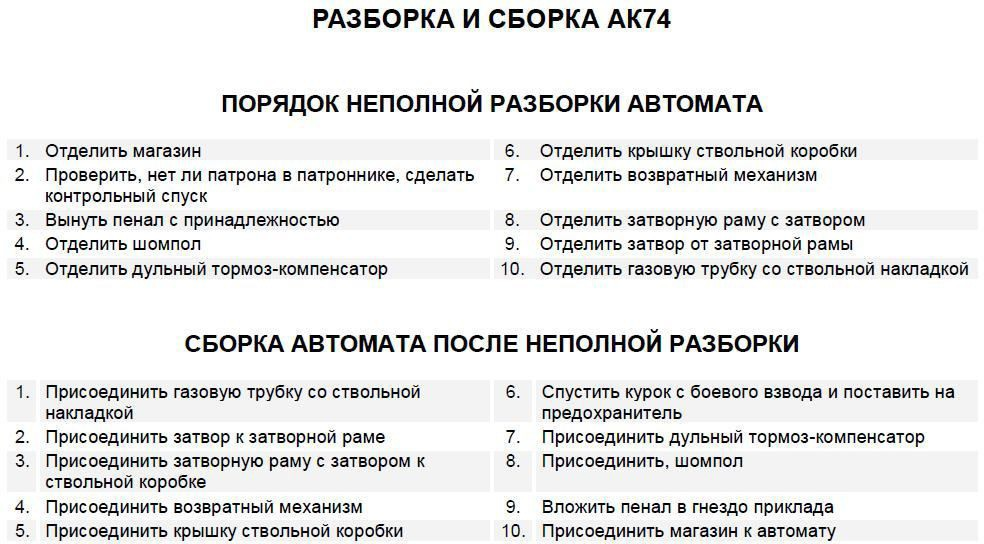 РАЗБОРКА И СБОРКА АК74
ПОРЯДОК НЕПОЛНОЙ РАЗБОРКИ АВТОМАТА
1. Отделить магазин
2. Проверить, нет ли патрона в патроннике, сделать
контрольный спуск
3. Вынуть пенал с принадлежностью
4. Отделить шомпол
5. Отделить дульный тормоз-компенсатор
6. Отделить крышку ствольной коробки
7. Отделить возвратный механизм
8. Отделить затворную раму с затвором
9. Отделить затвор от затворной рамы
10. Отделить газовую трубку со ствольной накладкой
СБОРКА АВТОМАТА ПОСЛЕ НЕПОЛНОЙ РАЗБОРКИ
1. Присоединить газовую трубку со ствольной
накладкой
2. Присоединить затвор к затворной раме
3. Присоединить затворную раму с затвором к
ствольной коробке
4. Присоединить возвратный механизм
5. Присоединить крышку ствольной коробки
6. Спустить курок с боевого взвода и поставить на
предохранитель
7. Присоединить дульный тормоз-компенсатор
8. Присоединить, шомпол
9. Вложить пенал в гнездо приклада
10. Присоединить магазин к автомату